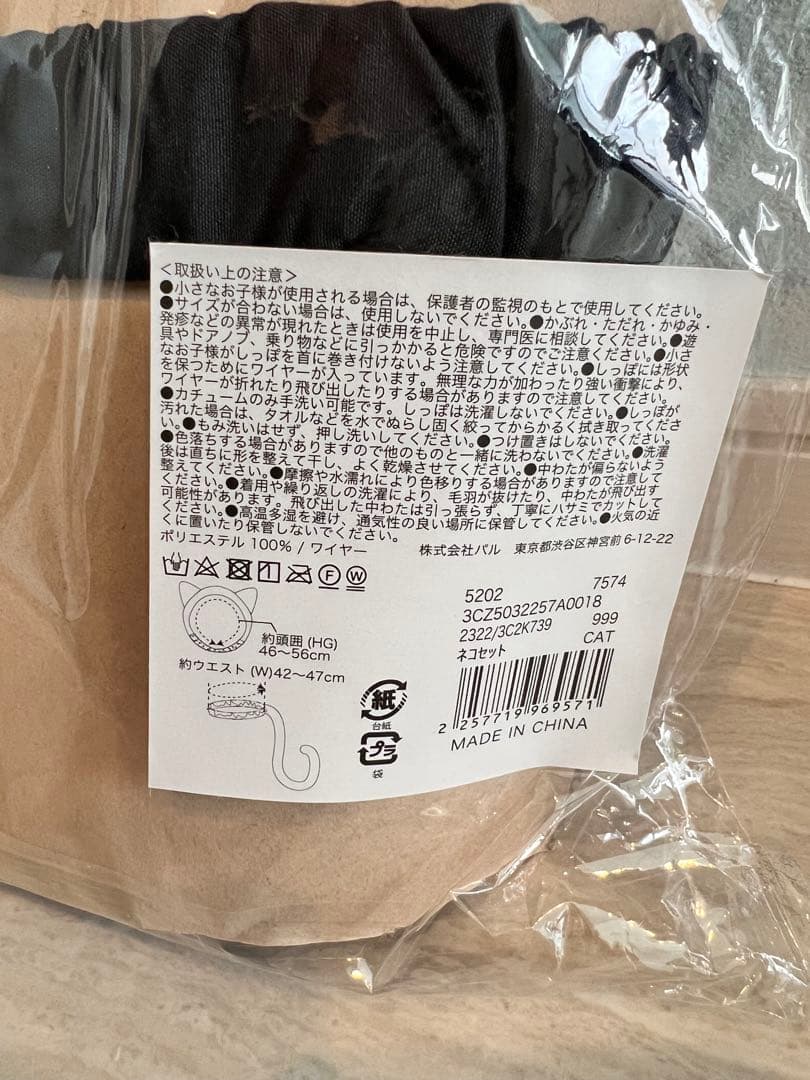 <取扱い上の注意>
●小さなお子様が使用される場合は、保護者の監視のもとで使用してください。
●サイズが合わない場合は、使用しないでください。●かぶれ・ただれ・かゆみ・
発疹などの異常が現れたときは使用を中止し、専門医に相談してください。●遊
具やドアノブ、乗り物などに引っかかると危険ですのでご注意ください。●小さ
なお子様がしっぽを首に巻き付けないよう注意してください。●しっぽには形状
を保つためにワイヤーが入っています。無理な力が加わったり強い衝撃により、
ワイヤーが折れたり飛び出したりする場合がありますので注意してください。
●カチュームのみ手洗い可能です。しっぽは洗濯しないでください。●しっぽが
汚れた場合は、タオルなどを水でぬらし固く絞ってからかるく拭き取ってくださ
い。●もみ洗いはせず、押し洗いしてください。●つけ置きはしないでください。
●色落ちする場合がありますので他のものと一緒に洗わないでください。●洗濯
後は直ちに形を整えて干し、よく乾燥させてください。●中わたが偏らないよう
整えてください。●摩擦や水濡れにより色移りする場合がありますので注意して
ください。●着用や繰り返しの洗濯により、毛羽が抜けたり、中わたが飛び出す
可能性があります。飛び出した中わたは引っ張らず、丁寧にハサミでカットして
ください。●高温多湿を避け、通気性の良い場所に保管してください。●火気の近
くに置いたり保管しないでください。
ポリエステル 100% / ワイヤー 株式会社パル 東京都渋谷区神宮前 6-12-22
F W
約頭囲 (HG)
46〜56cm
約ウエスト (W)42〜47cm
紙
台紙
プラ
袋
5202 7574
3CZ5032257A0018
2322/3C2K739 999
ネコセット CAT
2 257719 969571
MADE IN CHINA